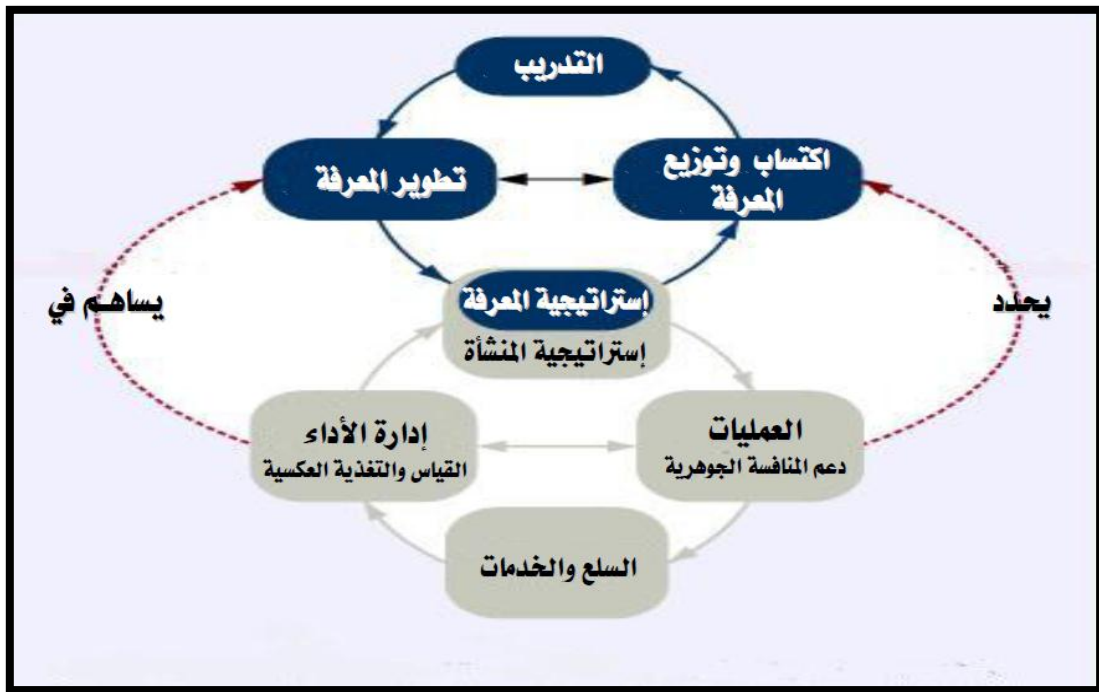 التدريب
اكتساب وتوزيع
المعرفة
تطوير المعرفة
إستراتيجية المعرفة
إستراتيجية المنشأة
يحدد
يساهم في
العمليات
دعم المنافسة الجوهرية
إدارة الأداء
القياس والتغذية العكسية
السلع والخدمات